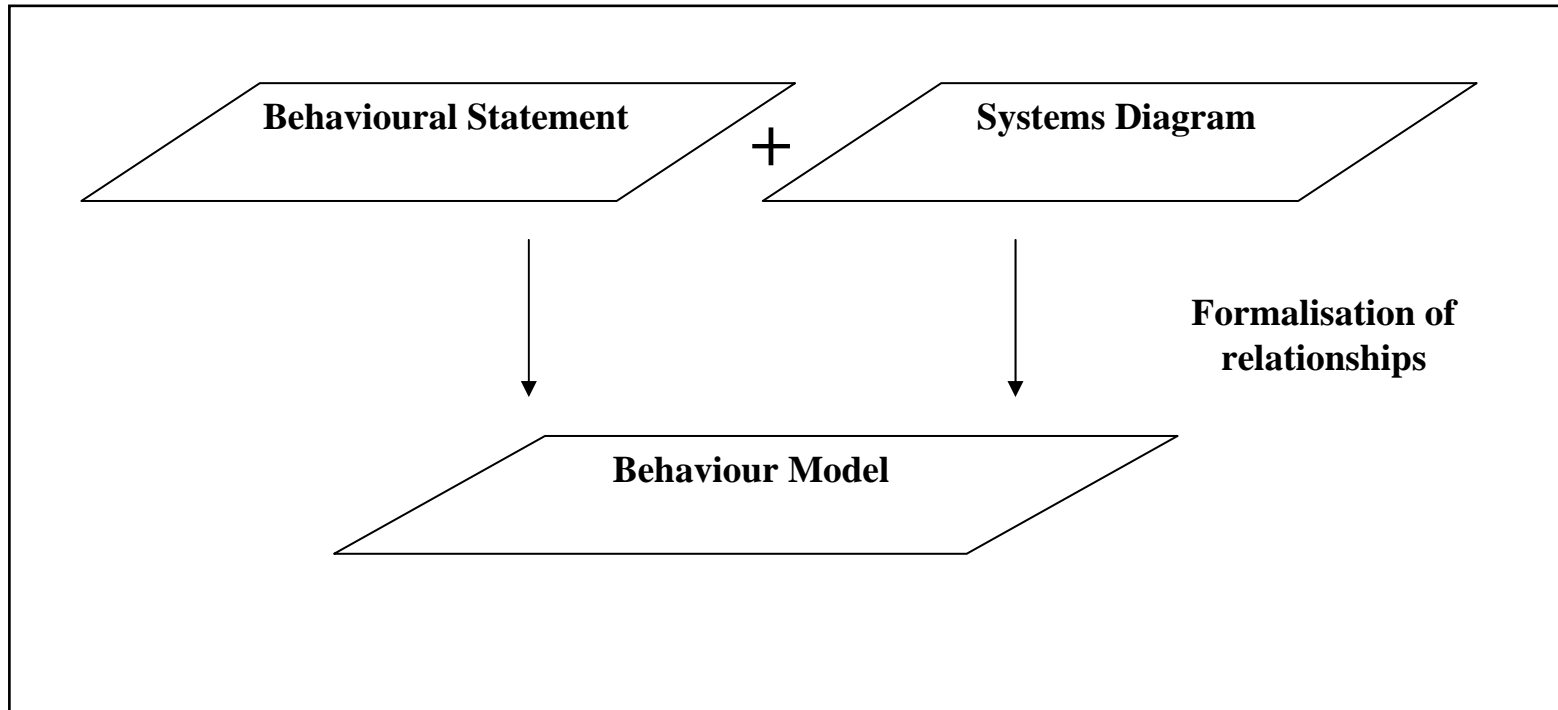 Behavioural Statement
+
Systems Diagram
Formalisation of
relationships
Behaviour Model